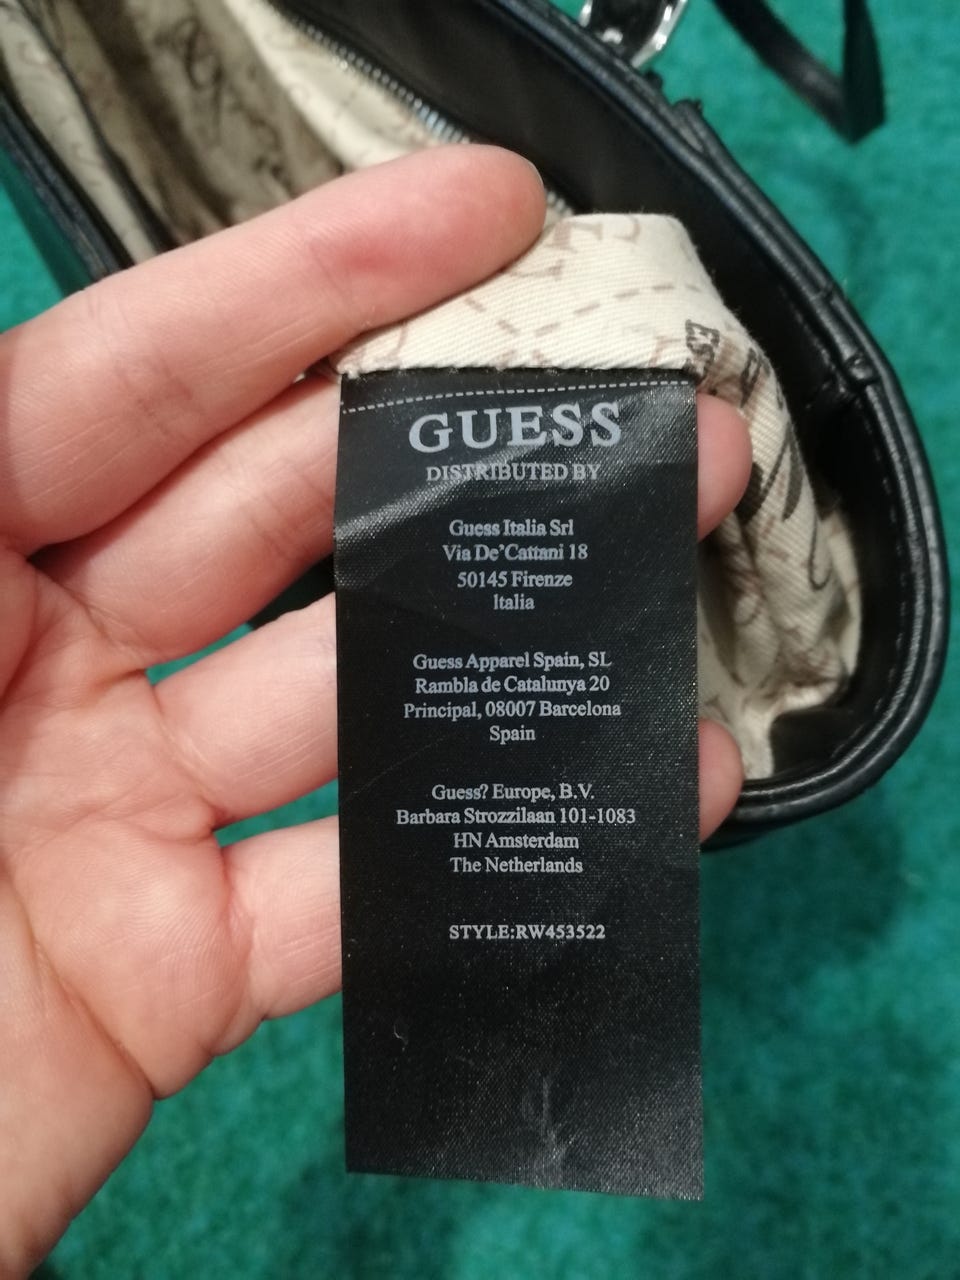 GUESS
DISTRIBUTED BY
Guess Italia Srl
Via De'Cattani 18
50145 Firenze
Italia
Guess Apparel Spain, SL
Rambla de Catalunya 20
Principal, 08007 Barcelona
Spain
Guess? Europe, B.V.
Barbara Strozzilaan 101-1083
HN Amsterdam
The Netherlands
STYLE:RW453522